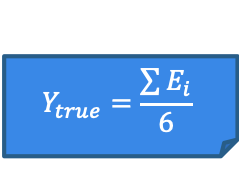 Y_true = ∑ E_i / 6